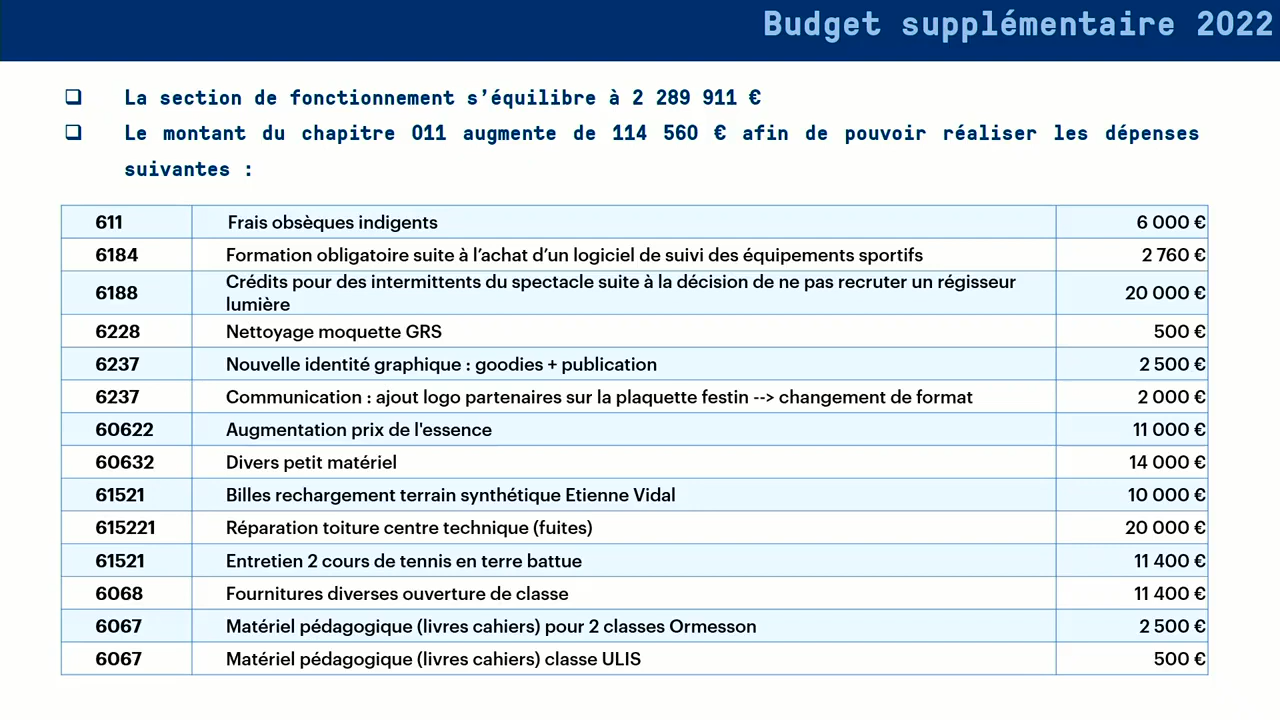 Budget supplémentaire 2022
❑ La section de fonctionnement s’équilibre à 2 289 911 €
❑ Le montant du chapitre 011 augmente de 114 560 € afin de pouvoir réaliser les dépenses
suivantes :
611 Frais obsèques indigents 6 000 €
6184 Formation obligatoire suite à l’achat d’un logiciel de suivi des équipements sportifs 2 760 €
6188 Crédits pour des intermittents du spectacle suite à la décision de ne pas recruter un régisseur
lumière 20 000 €
6228 Nettoyage moquette GRS 500 €
6237 Nouvelle identité graphique : goodies + publication 2 500 €
6237 Communication : ajout logo partenaires sur la plaquette festin --> changement de format 2 000 €
60622 Augmentation prix de l'essence 11 000 €
60632 Divers petit matériel 14 000 €
61521 Billes rechargement terrain synthétique Etienne Vidal 10 000 €
615221 Réparation toiture centre technique (fuites) 20 000 €
61521 Entretien 2 cours de tennis en terre battue 11 400 €
6068 Fournitures diverses ouverture de classe 11 400 €
6067 Matériel pédagogique (livres cahiers) pour 2 classes Ormesson 2 500 €
6067 Matériel pédagogique (livres cahiers) classe ULIS 500 €